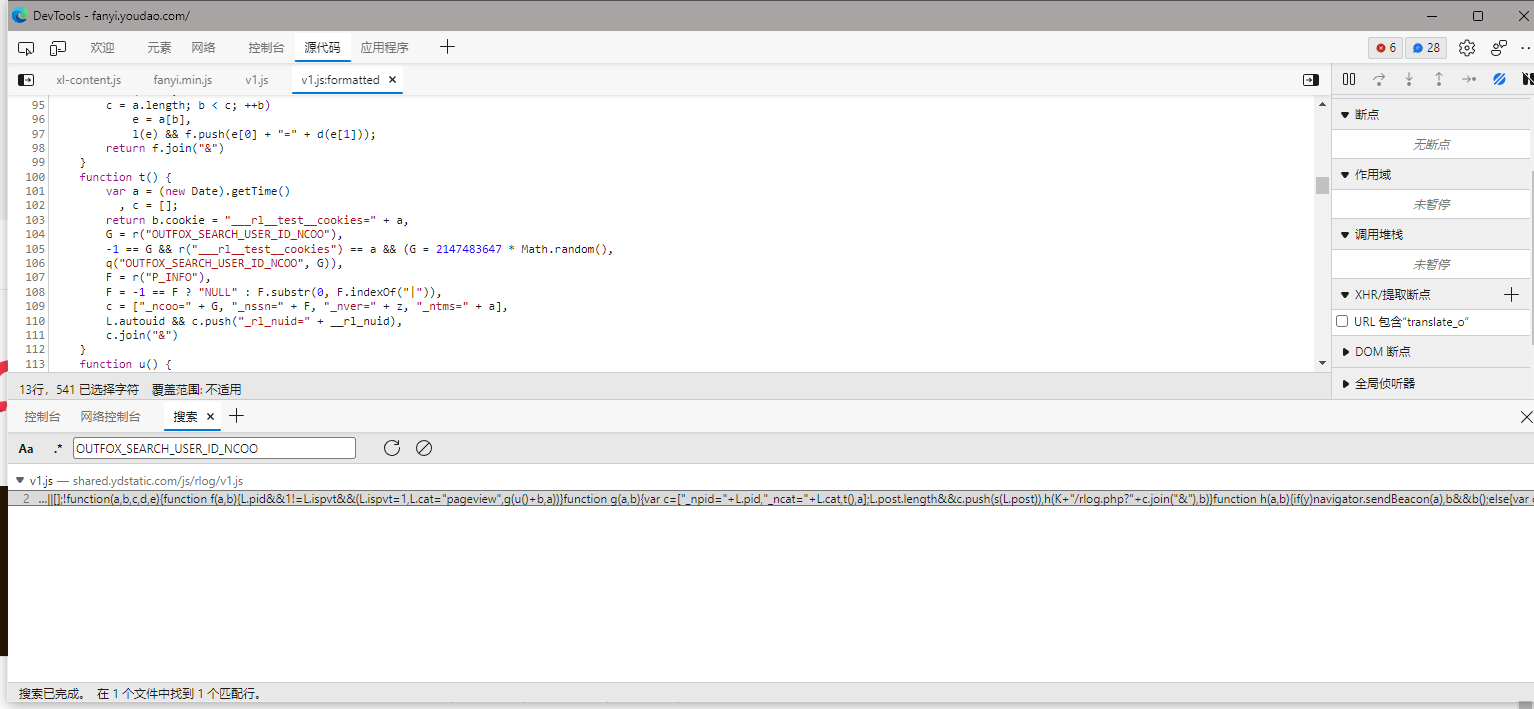 DevTools - fanyi.youdao.com/
欢迎 元素 网络 控制台 源代码 应用程序 6 28
xl-content.js fanyi.min.js v1.js v1.js:formatted
95 c = a.length; b < c; ++b)
96 e = a[b],
97 l(e) && f.push(e[0] + "=" + d(e[1]));
98 return f.join("&")
99 }
100 function t() {
101 var a = (new Date).getTime()
102 , c = [];
103 return b.cookie = "___rl__test__cookies=" + a,
104 G = r("OUTFOX_SEARCH_USER_ID_NCOO"),
105 -1 == G && r("___rl__test__cookies") == a && (G = 2147483647 * Math.random(),
106 q("OUTFOX_SEARCH_USER_ID_NCOO", G)),
107 F = r("P_INFO"),
108 F = -1 == F ? "NULL" : F.substr(0, F.indexOf("|")),
109 c = ["_ncoo=" + G, "_nssn=" + F, "_nver=" + z, "_ntms=" + a],
110 L.autouid && c.push("_rl_nuid=" + __rl_nuid),
111 c.join("&")
112 }
113 function u() {
断点
无断点
作用域
未暂停
调用堆栈
未暂停
XHR/提取断点
URL 包含"translate_o"
DOM 断点
全局侦听器
13行，541 已选择字符 覆盖范围: 不适用
控制台 网络控制台 搜索
Aa .* OUTFOX_SEARCH_USER_ID_NCOO
v1.js — shared.ydstatic.com/js/rlog/v1.js
2 …||[];!function(a,b,c,d,e){function f(a,b){L.pid&&1!=L.ispvt&&(L.ispvt=1,L.cat="pageview",g(u()+b,a))}function g(a,b){var c=["_npid="+L.pid,"_ncat="+L.cat,t(),a];L.post.length&&c.push(s(L.post)),h(K+"/rlog.php?"+c.join("&"),b)}function h(a,b){if(y)navigator.sendBeacon(a),b&&b();else{var
搜索已完成。 在 1 个文件中找到 1 个匹配行。